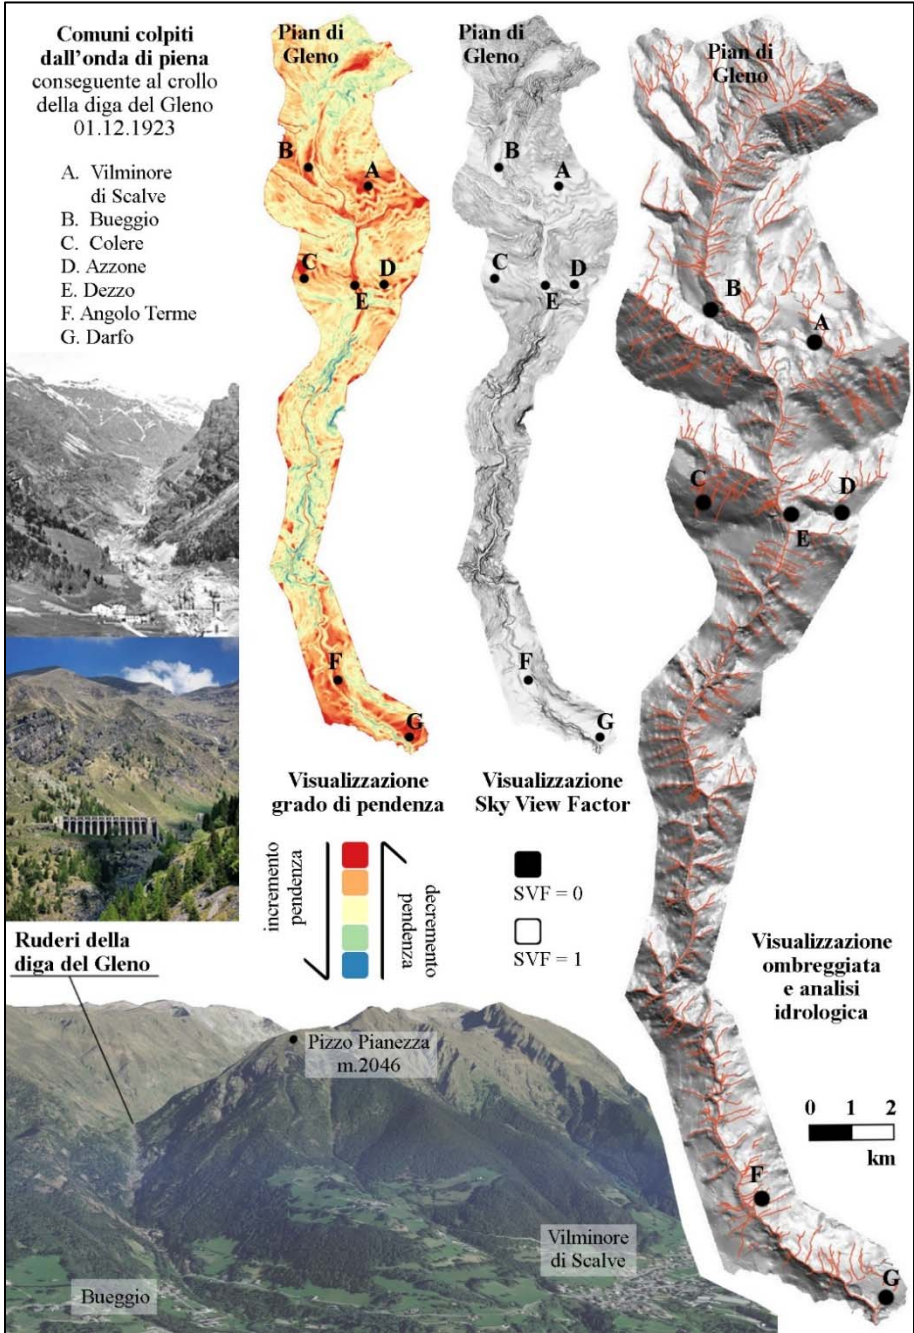 Comuni colpiti
dall'onda di piena
conseguente al crollo
della diga del Gleno
01.12.1923
A. Vilminore
di Scalve
B. Bueggio
C. Colere
D. Azzone
E. Dezzo
F. Angolo Terme
G. Darfo
Pian di
Gleno
B
A
C
D
E
F
G
Visualizzazione
grado di pendenza
incremento
pendenza
decremento
pendenza
Pian di
Gleno
B
A
C
D
E
F
G
Visualizzazione
Sky View Factor
SVF = 0
SVF = 1
Pian di
Gleno
B
A
C
D
E
F
G
Visualizzazione
ombreggiata
e analisi
idrologica
0 1 2
km
Ruderi della
diga del Gleno
Pizzo Pianezza
m.2046
Vilminore
di Scalve
Bueggio